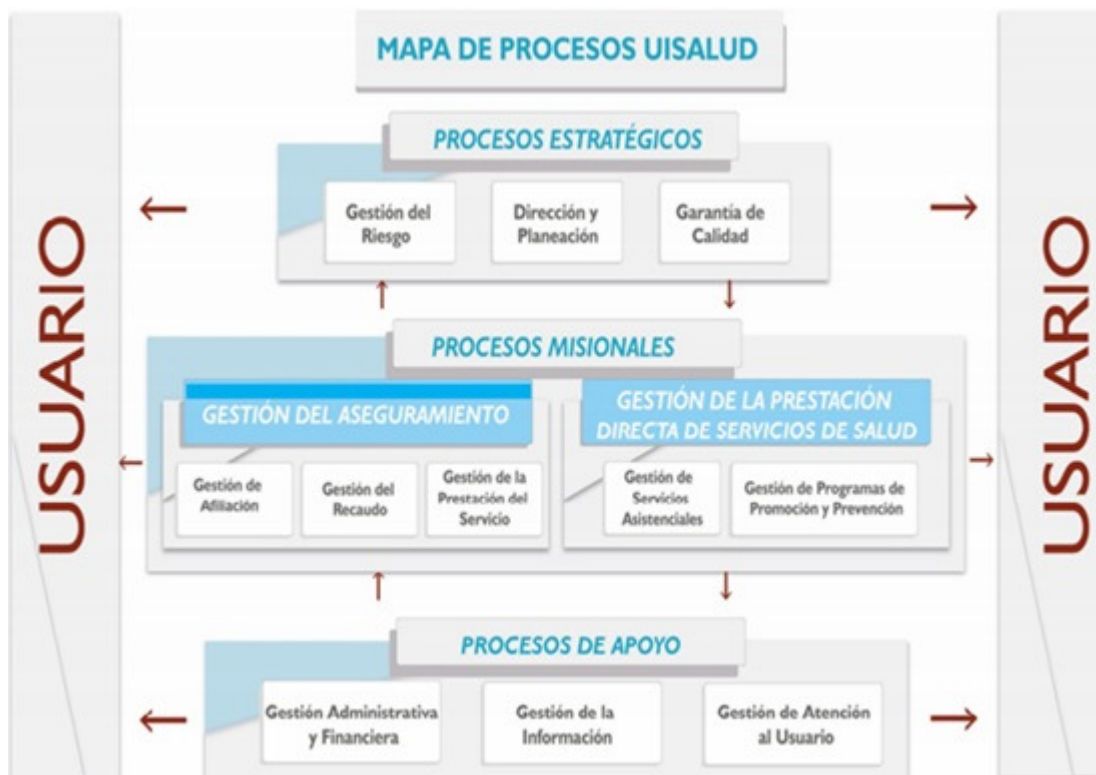 MAPA DE PROCESOS UISALUD
USUARIO
PROCESOS ESTRATÉGICOS
Gestión del
Riesgo
Dirección y
Planeación
Garantía de
Calidad
PROCESOS MISIONALES
GESTIÓN DEL ASEGURAMIENTO
Gestión de
Afiliación
Gestión del
Recaudo
Gestión de la
Prestación del
Servicio
GESTIÓN DE LA PRESTACIÓN
DIRECTA DE SERVICIOS DE SALUD
Gestión de
Servicios
Asistenciales
Gestión de Programas de
Promoción y Prevención
PROCESOS DE APOYO
Gestión Administrativa
y Financiera
Gestión de la
Información
Gestión de Atención
al Usuario
USUARIO